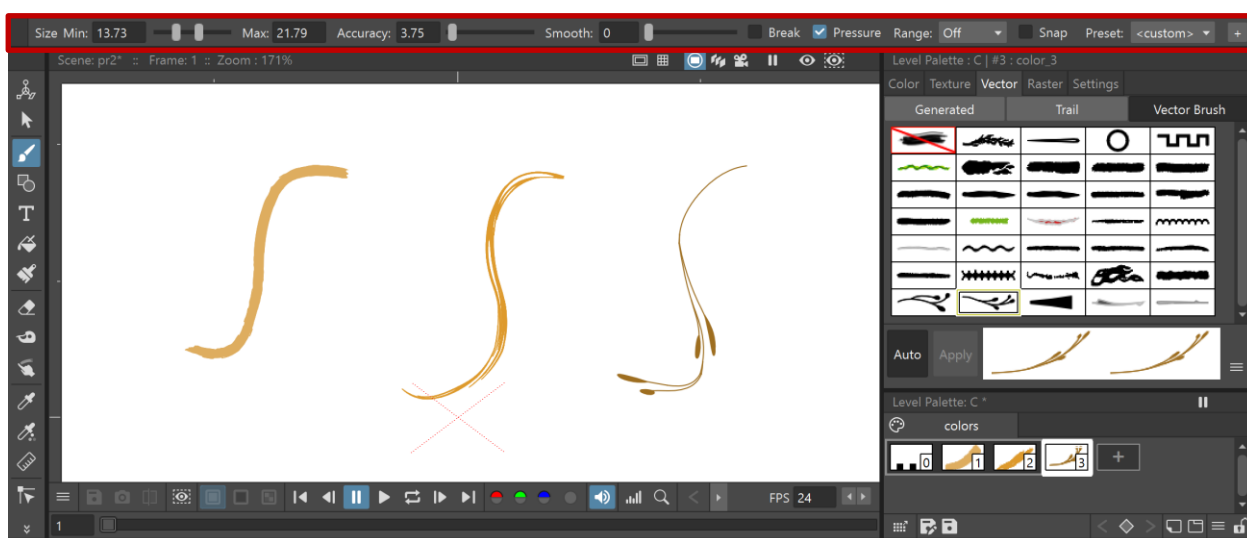 Size Min: 13.73 Max: 21.79 Accuracy: 3.75 Smooth: 0 Break Pressure Range: Off Snap Preset: <custom> +
Scene: pr2* :: Frame: 1 :: Zoom : 171%
Level Palette : C | #3 : color_3
Color Texture Vector Raster Settings
Generated Trail Vector Brush
Auto Apply
Level Palette: C *
colors
0 1 2 3 +
FPS 24
1